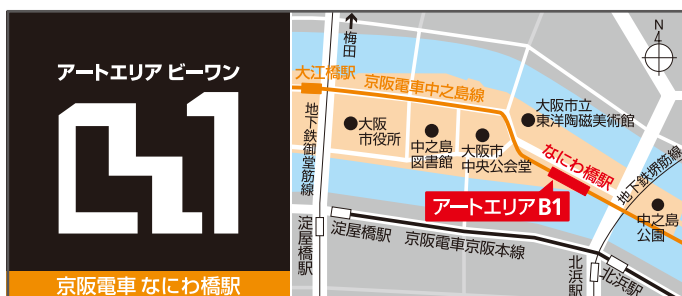 アートエリア ビーワン
京阪電車 なにわ橋駅
梅田
N
4
大江橋駅
京阪電車中之島線
地下鉄御堂筋線
大阪
市役所
中之島
図書館
大阪市
中央公会堂
大阪市立
東洋陶磁美術館
なにわ橋駅
アートエリアB1
地下鉄堺筋線
中之島
公園
淀屋橋駅
淀屋橋駅
京阪電車京阪本線
北浜駅
北浜駅